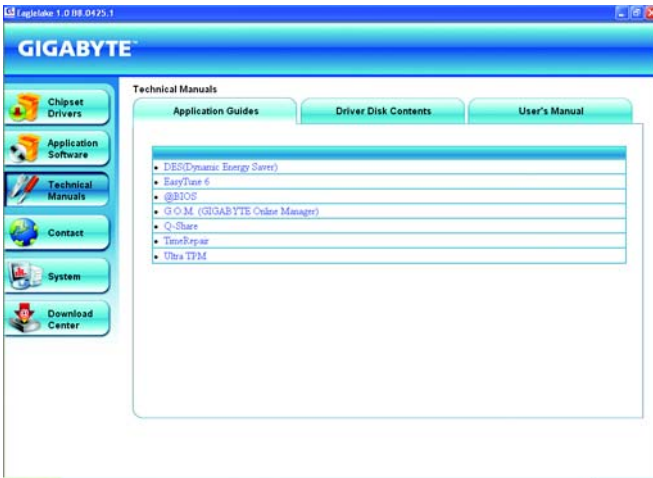 Eaglelake 1.0 B8.0425.1
GIGABYTE™
Chipset
Drivers
Application
Software
Technical
Manuals
Contact
System
Download
Center
Technical Manuals
Application Guides
Driver Disk Contents
User's Manual
• DES(Dynamic Energy Saver)
• EasyTune 6
• @BIOS
• G.O.M. (GIGABYTE Online Manager)
• Q-Share
• TimeRepair
• Ultra TPM